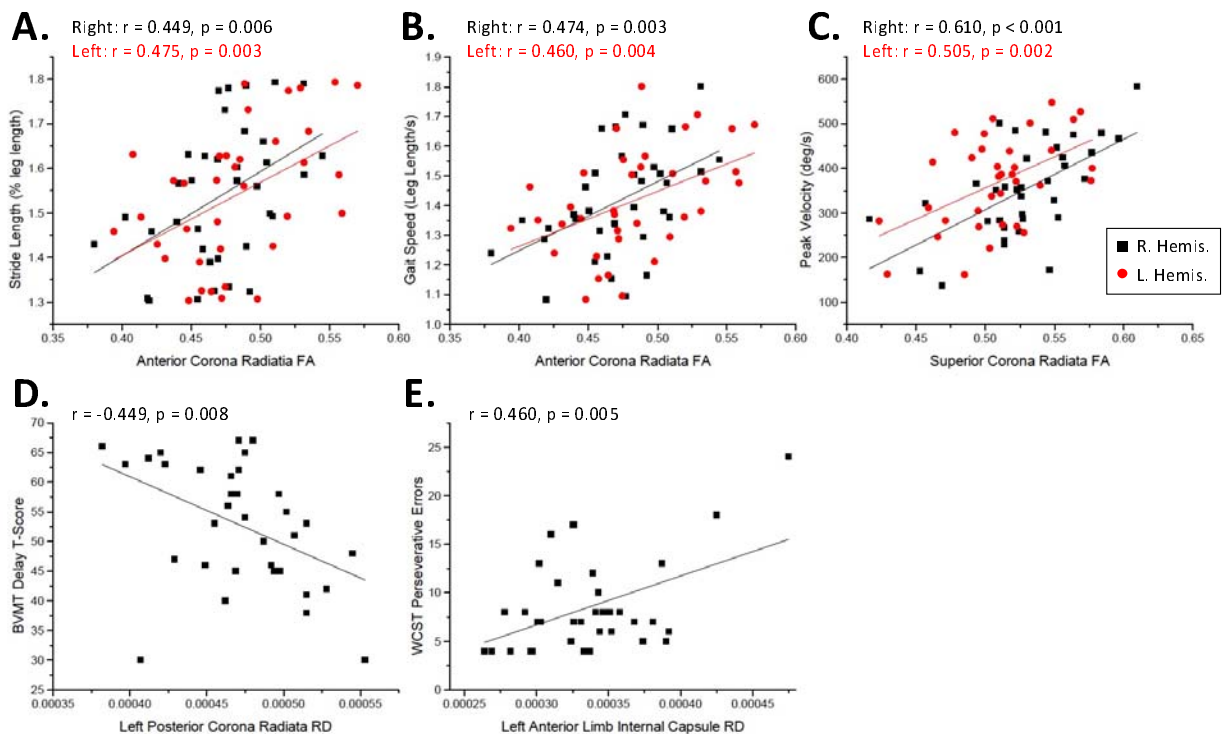 A.
Right: r = 0.449, p = 0.006
Left: r = 0.475, p = 0.003
1.8
1.7
1.6
1.5
1.4
1.3
Stride Length (% leg length)
0.35 0.40 0.45 0.50 0.55 0.60
Anterior Corona Radiatia FA
B.
Right: r = 0.474, p = 0.003
Left: r = 0.460, p = 0.004
1.9
1.8
1.7
1.6
1.5
1.4
1.3
1.2
1.1
1.0
Gait Speed (Leg Length/s)
0.35 0.40 0.45 0.50 0.55 0.60
Anterior Corona Radiata FA
C.
Right: r = 0.610, p < 0.001
Left: r = 0.505, p = 0.002
600
500
400
300
200
100
Peak Velocity (deg/s)
0.40 0.45 0.50 0.55 0.60 0.65
Superior Corona Radiata FA
R. Hemis.
L. Hemis.
D.
r = -0.449, p = 0.008
70
65
60
55
50
45
40
35
30
25
BVMT Delay T-Score
0.00035 0.00040 0.00045 0.00050 0.00055
Left Posterior Corona Radiata RD
E.
r = 0.460, p = 0.005
25
20
15
10
5
0
WCST Perseverative Errors
0.00025 0.00030 0.00035 0.00040 0.00045
Left Anterior Limb Internal Capsule RD